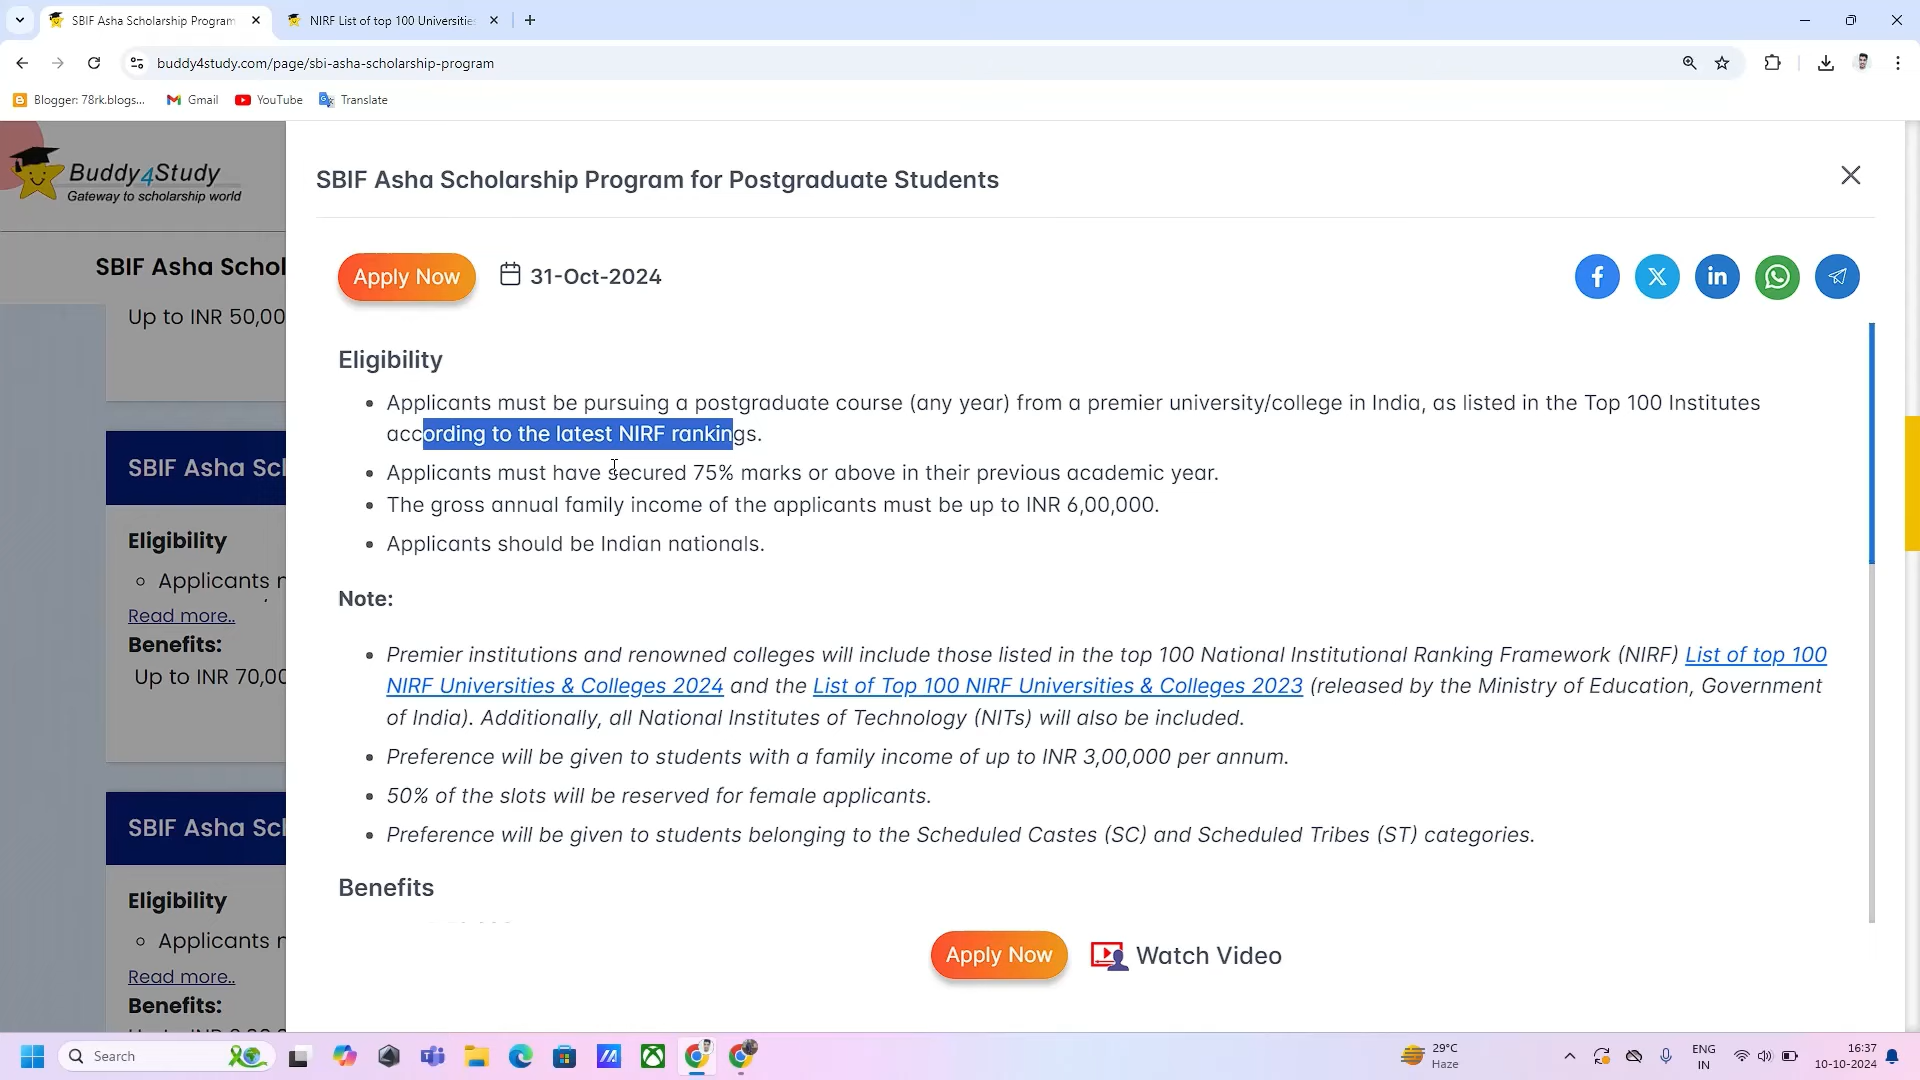 SBIF Asha Scholarship Program
NIRF List of top 100 Universitie
buddy4study.com/page/sbi-asha-scholarship-program
Blogger: 78rk.blogs...
Gmail
YouTube
Translate
Buddy4Study
Gateway to scholarship world
SBIF Asha Schol
Up to INR 50,00
SBIF Asha Sc
Eligibility
Applicants
Read more..
Benefits:
Up to INR 70,00
SBIF Asha Sc
Eligibility
Applicants
Read more..
Benefits:
SBIF Asha Scholarship Program for Postgraduate Students
Apply Now
31-Oct-2024
Eligibility
• Applicants must be pursuing a postgraduate course (any year) from a premier university/college in India, as listed in the Top 100 Institutes
according to the latest NIRF rankings.
• Applicants must have secured 75% marks or above in their previous academic year.
• The gross annual family income of the applicants must be up to INR 6,00,000.
• Applicants should be Indian nationals.
Note:
• Premier institutions and renowned colleges will include those listed in the top 100 National Institutional Ranking Framework (NIRF) List of top 100
NIRF Universities & Colleges 2024 and the List of Top 100 NIRF Universities & Colleges 2023 (released by the Ministry of Education, Government
of India). Additionally, all National Institutes of Technology (NITs) will also be included.
• Preference will be given to students with a family income of up to INR 3,00,000 per annum.
• 50% of the slots will be reserved for female applicants.
• Preference will be given to students belonging to the Scheduled Castes (SC) and Scheduled Tribes (ST) categories.
Benefits
Apply Now
Watch Video
Search
29°C
Haze
ENG
IN
16:37
10-10-2024